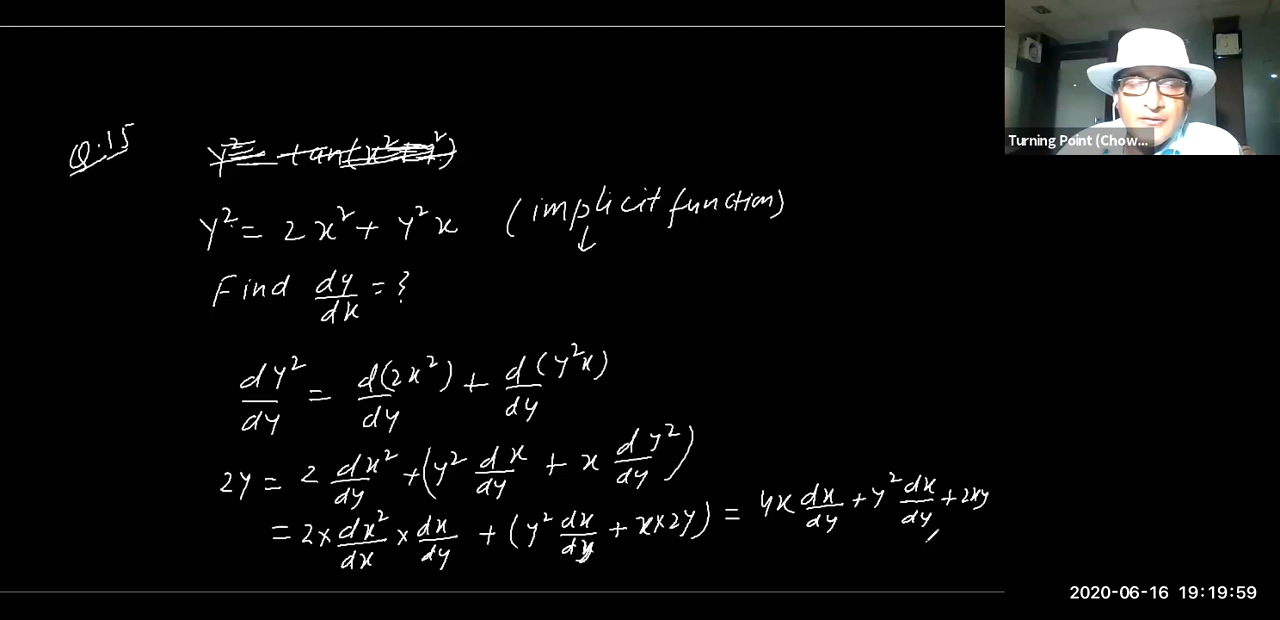 Q.15
y² = tan(x² + y²)
y² = 2x² + y²x (implicit function)
↓
Find dy/dx = ?
dy²/dy = d(2x²)/dy + d(y²x)/dy
2y = 2 dx²/dy + (y² dx/dy + x dy²/dy)
= 2 × dx²/dx × dx/dy + (y² dx/dy + x × 2y) = 4x dx/dy + y² dx/dy + 2xy
Turning Point (Chow...
2020-06-16 19:19:59